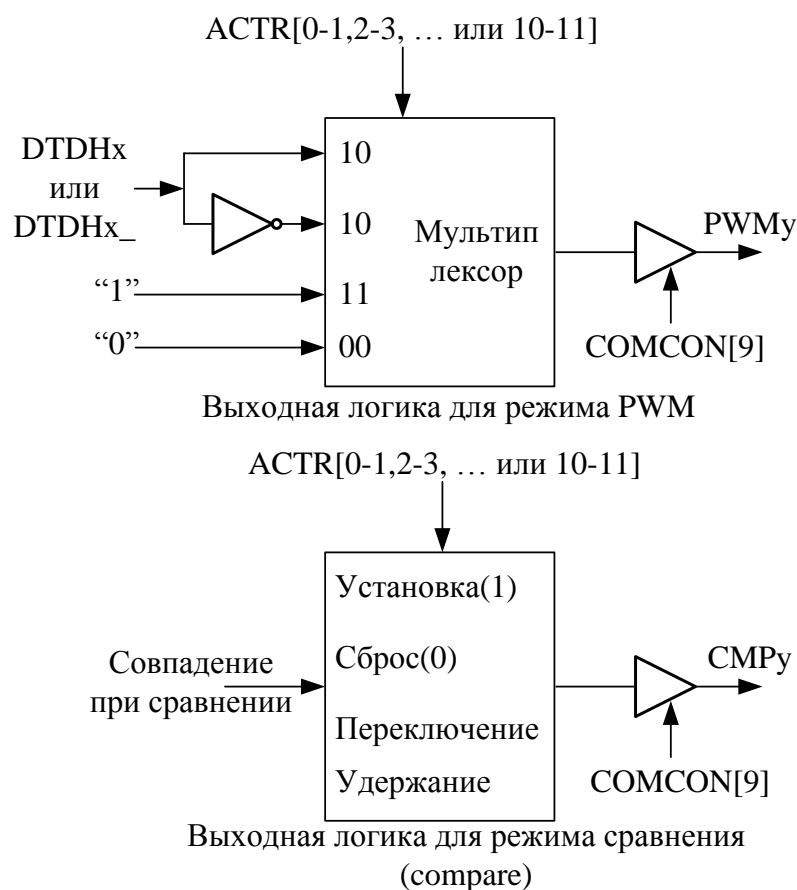 ACTR[0-1,2-3, … или 10-11]
DTDHx
или
DTDHx_
“1”
“0”
10
10
11
00
Мультип
лексор
PWMy
COMCON[9]
Выходная логика для режима PWM
ACTR[0-1,2-3, … или 10-11]
Совпадение
при сравнении
Установка(1)
Сброс(0)
Переключение
Удержание
CMPy
COMCON[9]
Выходная логика для режима сравнения
(compare)